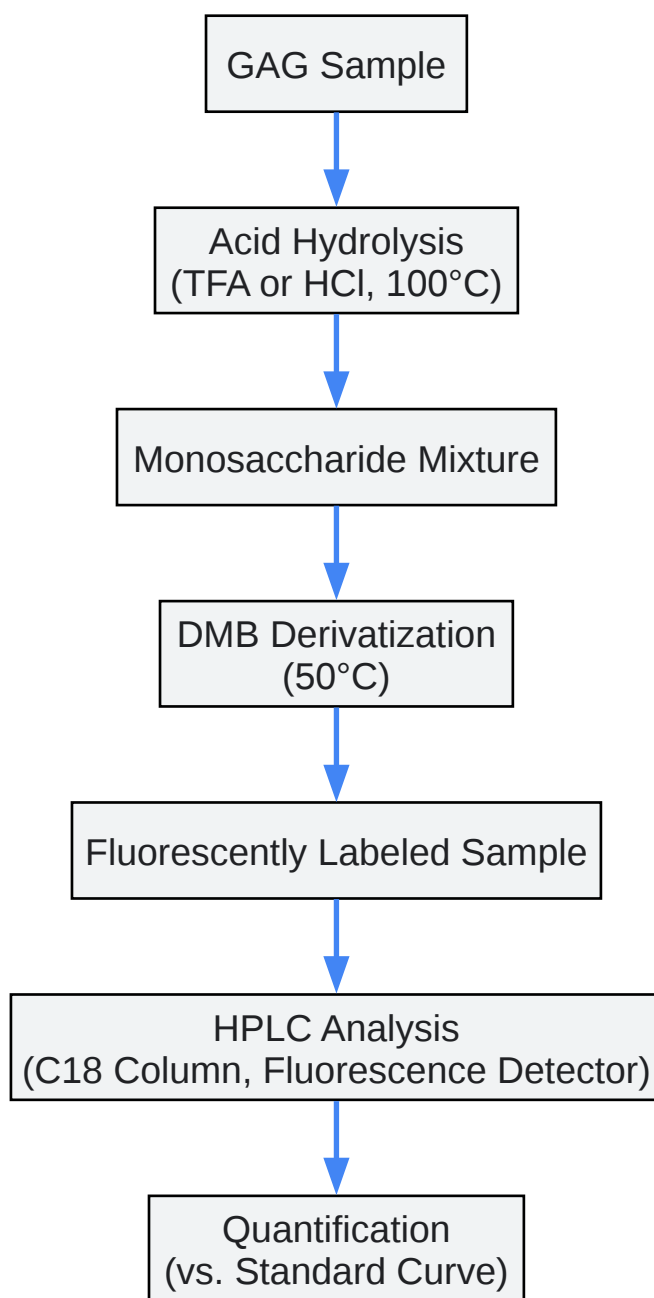 GAG Sample
Acid Hydrolysis
(TFA or HCl, 100°C)
Monosaccharide Mixture
DMB Derivatization
(50°C)
Fluorescently Labeled Sample
HPLC Analysis
(C18 Column, Fluorescence Detector)
Quantification
(vs. Standard Curve)